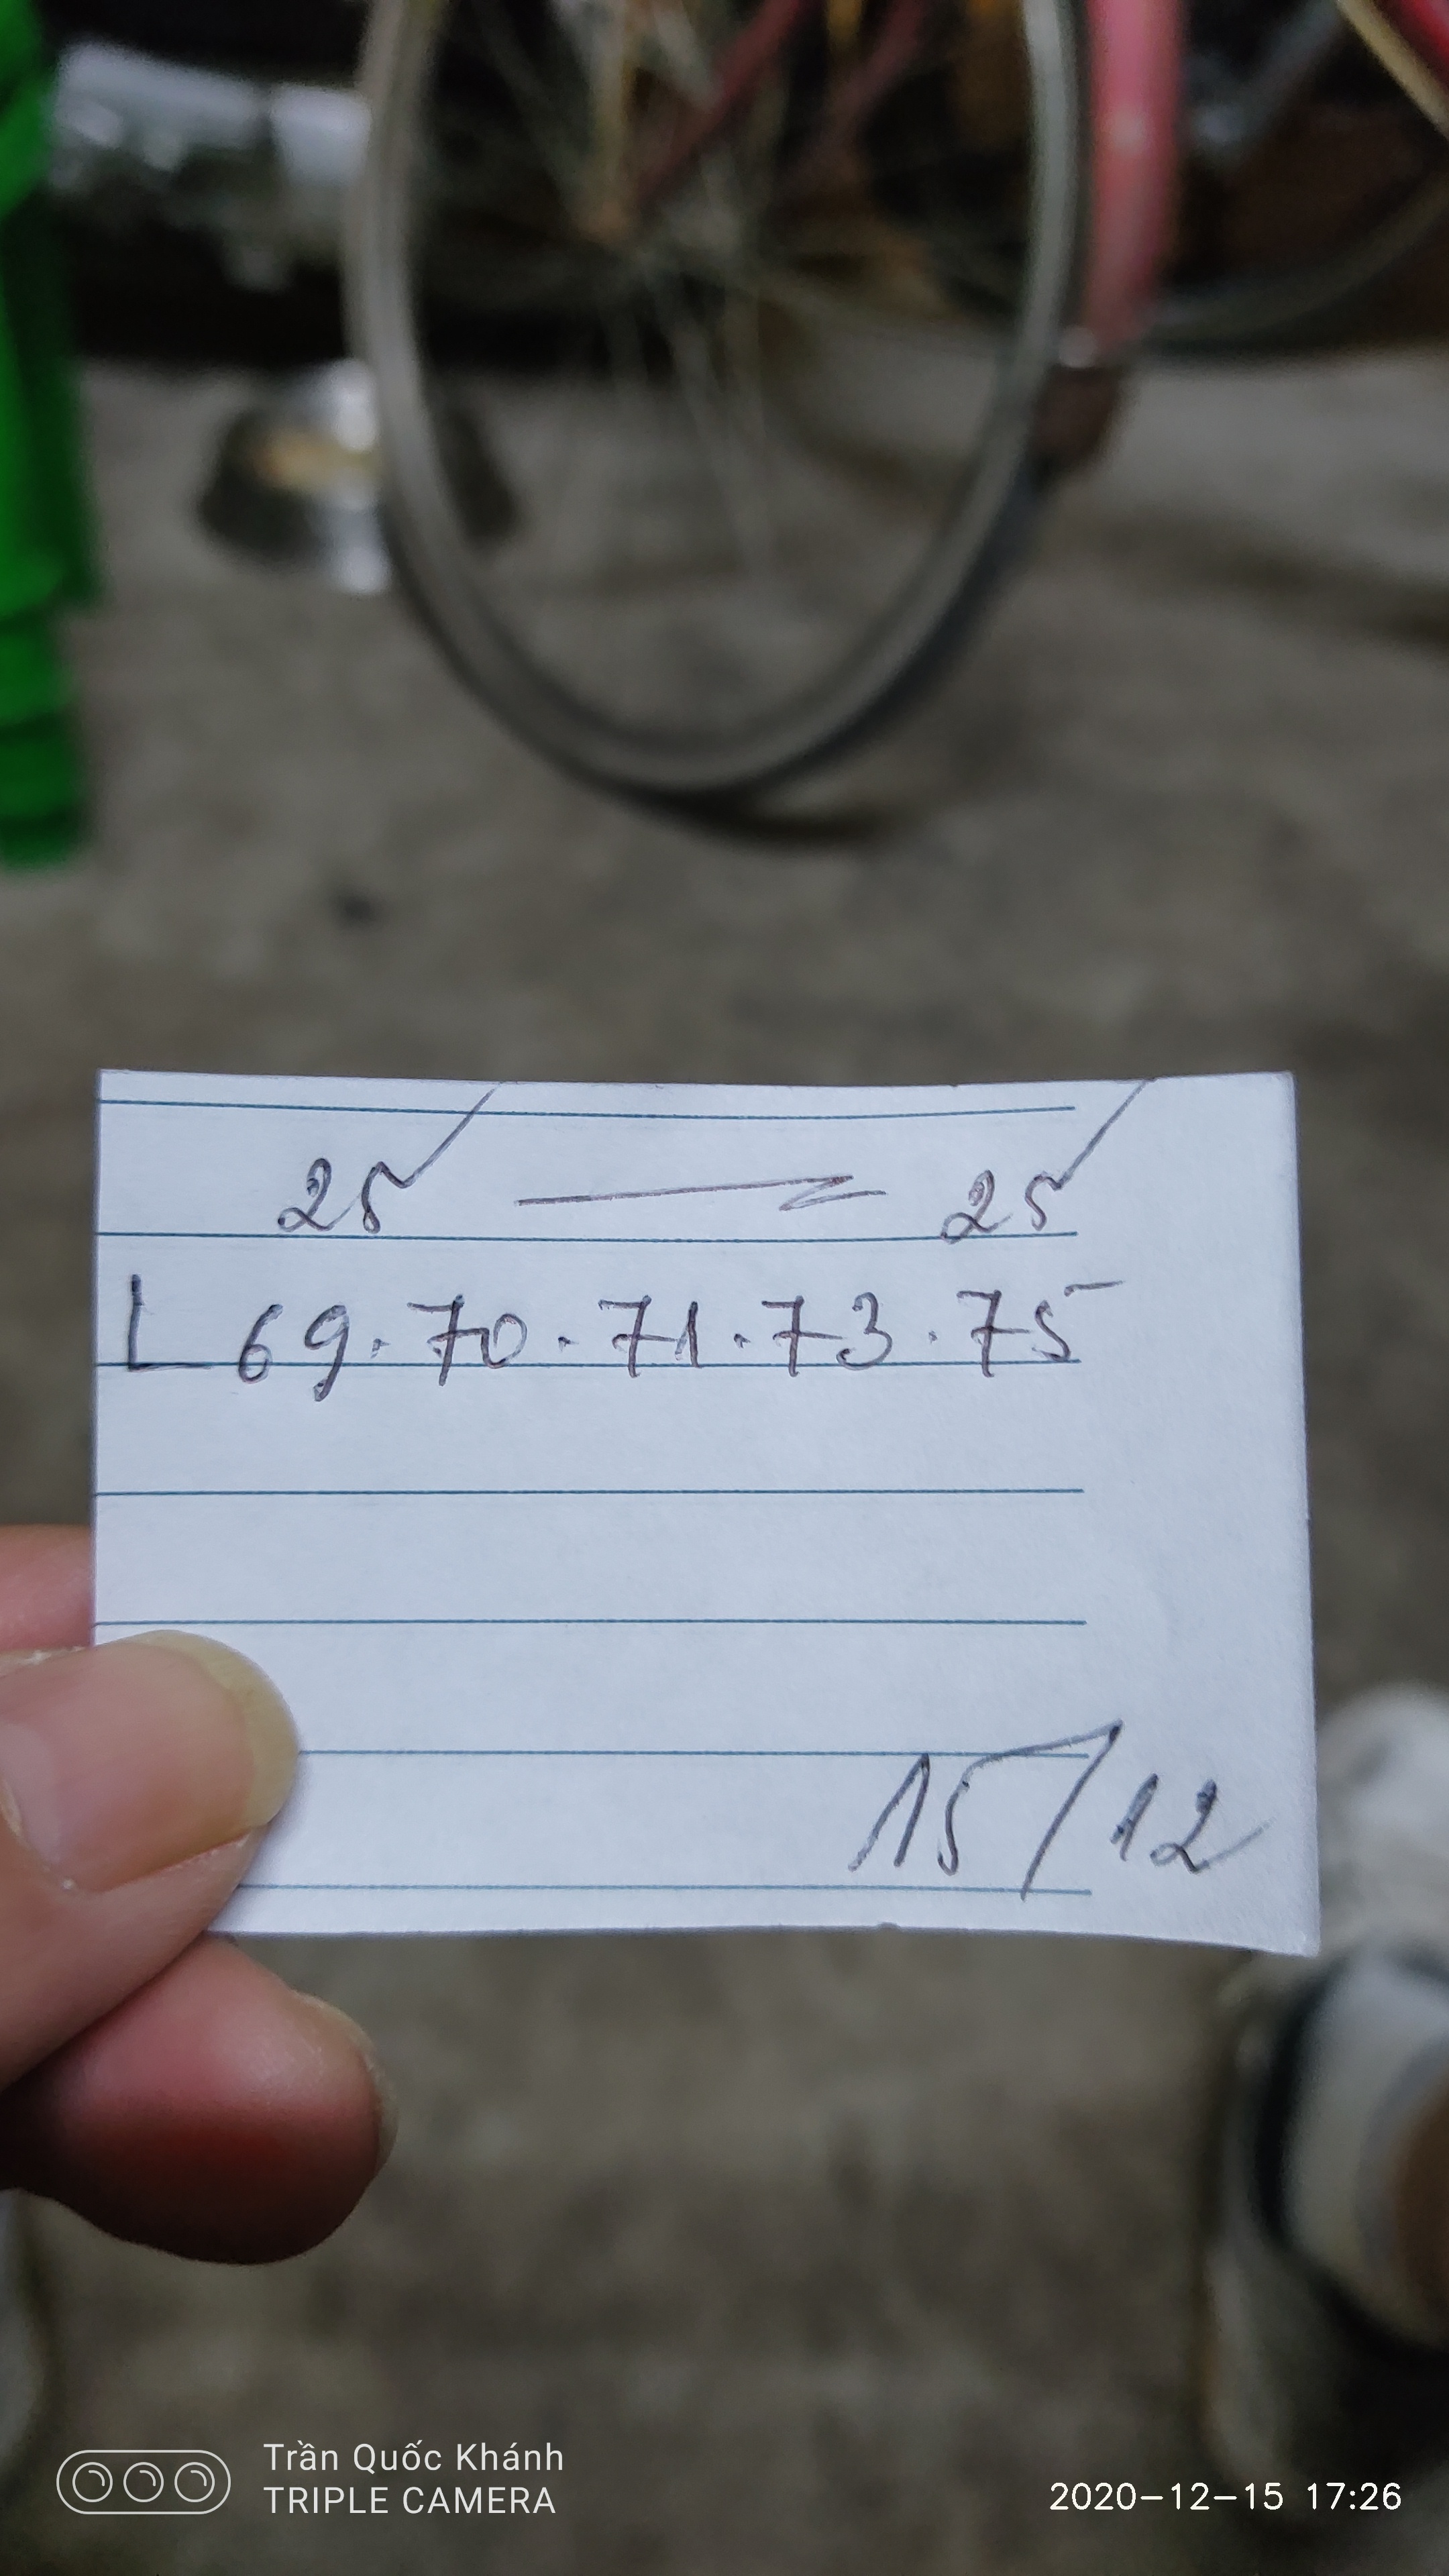 25 — 25
L 69.70.71.73.75
15/12
Trần Quốc Khánh
TRIPLE CAMERA
2020-12-15 17:26